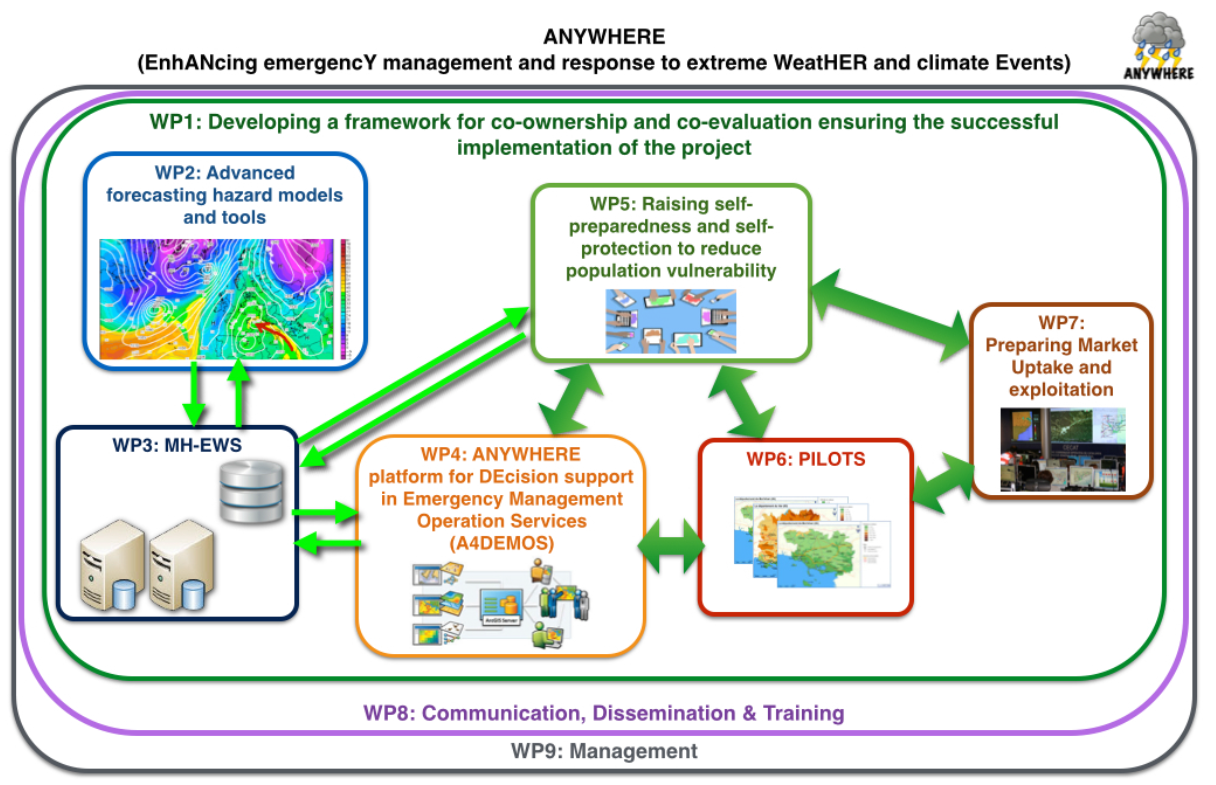 ANYWHERE
(EnhANcing emergencY management and response to extreme WeatHER and climate Events)
ANYWHERE
WP1: Developing a framework for co-ownership and co-evaluation ensuring the successful
implementation of the project
WP2: Advanced
forecasting hazard models
and tools
WP5: Raising self-
preparedness and self-
protection to reduce
population vulnerability
WP7:
Preparing Market
Uptake and
exploitation
WP3: MH-EWS
WP4: ANYWHERE
platform for DEcision support
in Emergency Management
Operation Services
(A4DEMOS)
ArcGIS Server
WP6: PILOTS
WP8: Communication, Dissemination & Training
WP9: Management